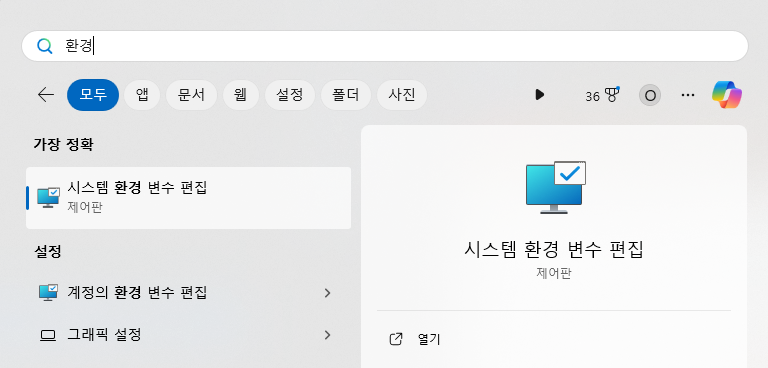 환경
모두 앱 문서 웹 설정 폴더 사진 36 O
가장 정확
시스템 환경 변수 편집
제어판
설정
계정의 환경 변수 편집
그래픽 설정
시스템 환경 변수 편집
제어판
열기